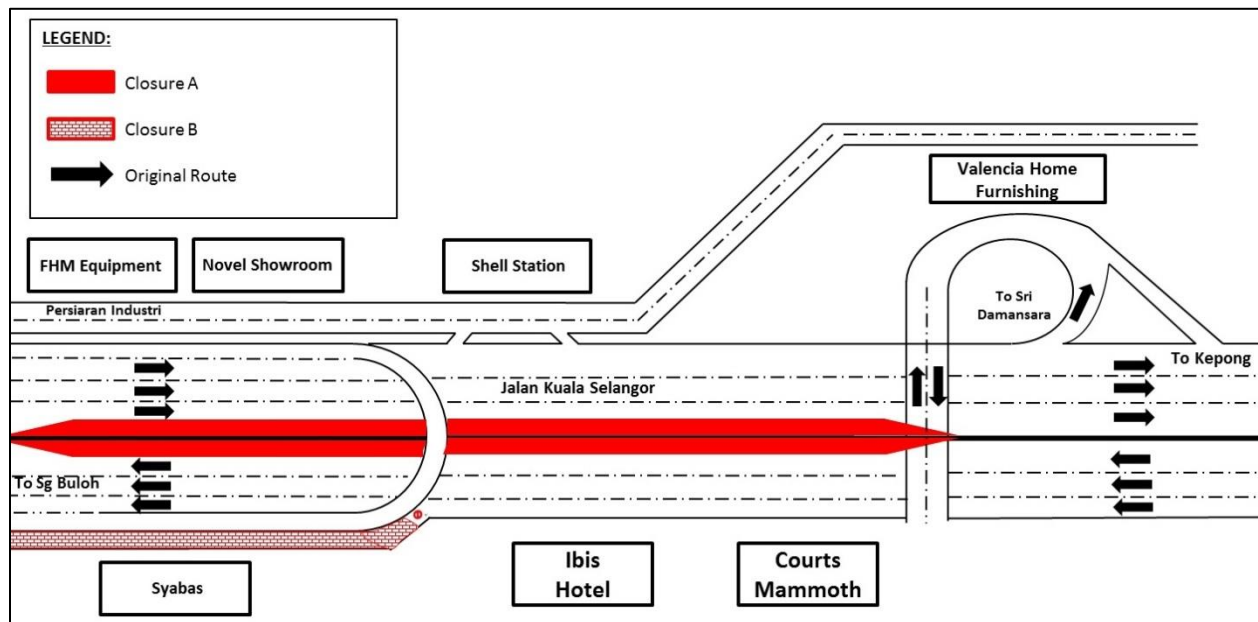 LEGEND:
Closure A
Closure B
Original Route
Valencia Home
Furnishing
FHM Equipment
Novel Showroom
Shell Station
Persiaran Industri
To Sri
Damansara
To Kepong
Jalan Kuala Selangor
To Sg Buloh
Ibis
Hotel
Courts
Mammoth
Syabas